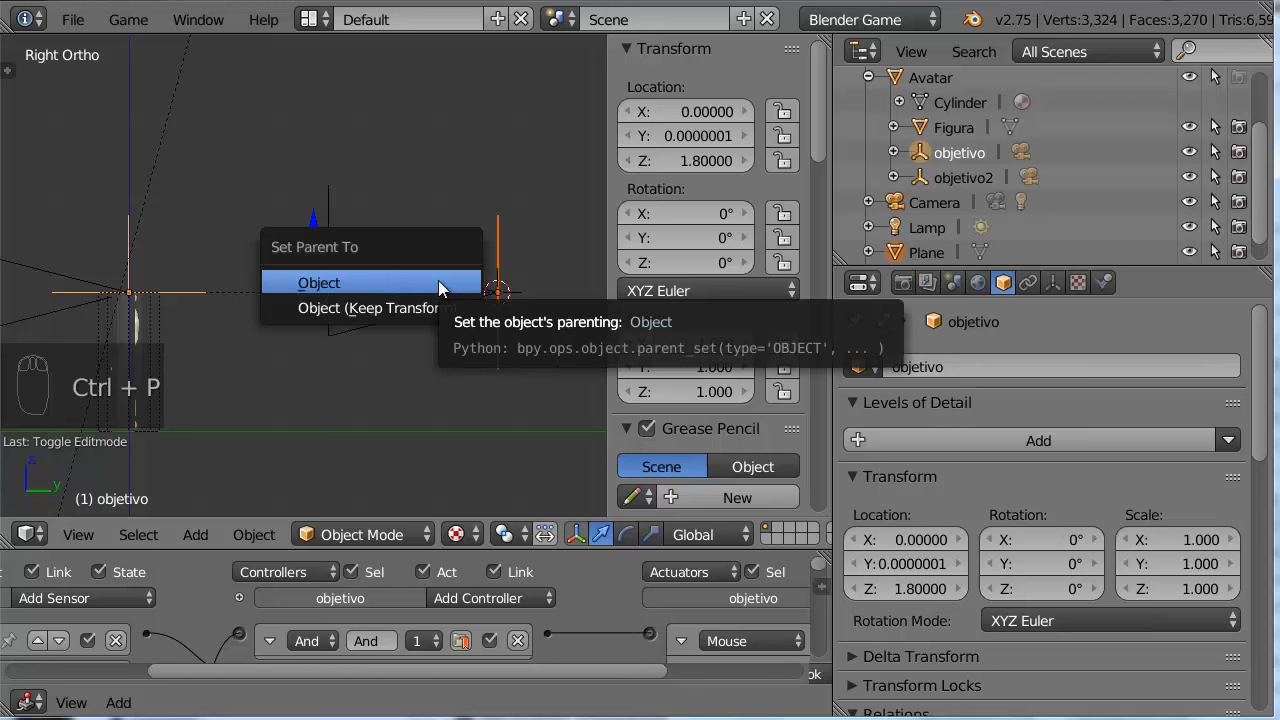 File Game Window Help Default Scene Blender Game v2.75 | Verts:3,324 | Faces:3,270 | Tris:6,59
Right Ortho
Transform
Location:
X: 0.00000
Y: 0.0000001
Z: 1.80000
Rotation:
X: 0°
Y: 0°
Z: 0°
XYZ Euler
1.000
Z: 1.000
Grease Pencil
Scene Object
New
Set Parent To
Object
Object (Keep Transform)
Set the object's parenting: Object
Python: bpy.ops.object.parent_set(type='OBJECT', ... )
Ctrl + P
Last: Toggle Editmode
z
y
(1) objetivo
View Select Add Object Object Mode Global
Link State Controllers Sel Act Link Actuators Sel
Add Sensor objetivo Add Controller objetivo
And And 1 Mouse
View Add
View Search All Scenes
Avatar
Cylinder
Figura
objetivo
objetivo2
Camera
Lamp
Plane
objetivo
objetivo
Levels of Detail
Add
Transform
Location: Rotation: Scale:
X: 0.00000 X: 0° X: 1.000
Y: 0.0000001 Y: 0° Y: 1.000
Z: 1.80000 Z: 0° Z: 1.000
Rotation Mode: XYZ Euler
Delta Transform
Transform Locks
Relations